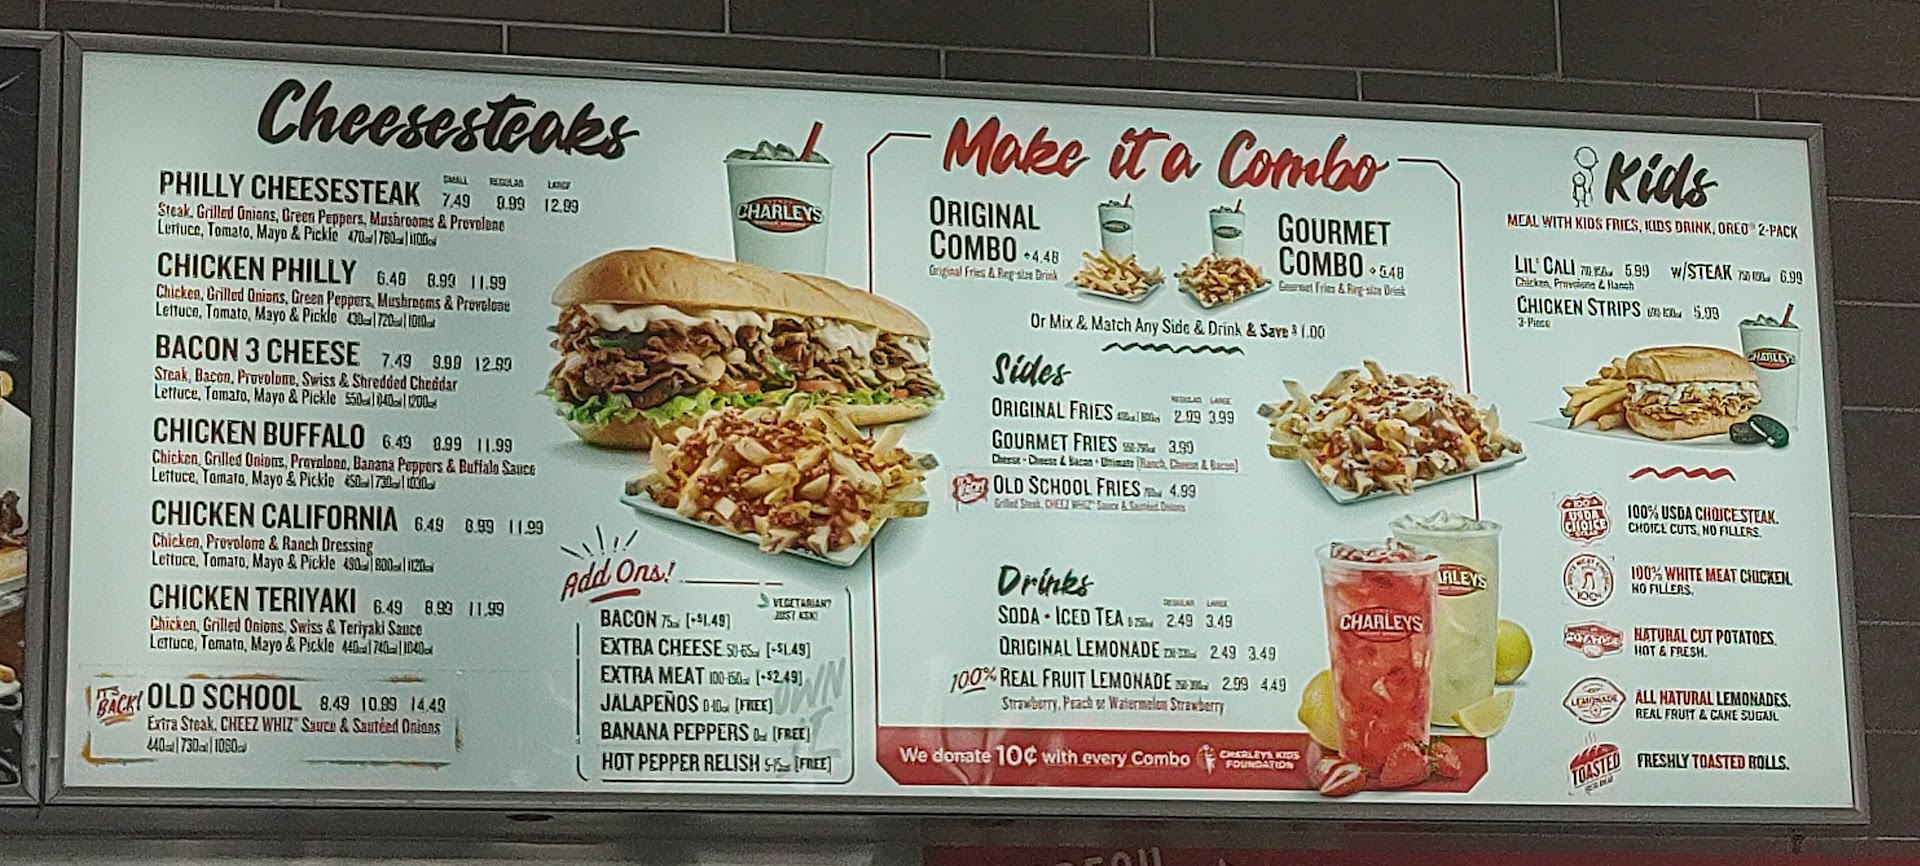 Cheesesteaks
SMALL REGULAR LARGE
PHILLY CHEESESTEAK 7.49 9.99 12.99
Steak, Grilled Onions, Green Peppers, Mushrooms & Provolone
Lettuce, Tomato, Mayo & Pickle
CHICKEN PHILLY 6.49 8.99 11.99
Chicken, Grilled Onions, Green Peppers, Mushrooms & Provolone
Lettuce, Tomato, Mayo & Pickle
BACON 3 CHEESE 7.49 9.99 12.99
Steak, Bacon, Provolone, Swiss & Shredded Cheddar
Lettuce, Tomato, Mayo & Pickle
CHICKEN BUFFALO 6.49 8.99 11.99
Chicken, Grilled Onions, Provolone, Banana Peppers & Buffalo Sauce
Lettuce, Tomato, Mayo & Pickle
CHICKEN CALIFORNIA 6.49 8.99 11.99
Chicken, Provolone & Ranch Dressing
Lettuce, Tomato, Mayo & Pickle
CHICKEN TERIYAKI 6.49 8.99 11.99
Chicken, Grilled Onions, Swiss & Teriyaki Sauce
Lettuce, Tomato, Mayo & Pickle
IT'S BACK!
OLD SCHOOL 8.49 10.99 14.49
Extra Steak, CHEEZ WHIZ® Sauce & Sautéed Onions
CHARLEYS
Add Ons!
VEGETARIAN?
JUST ASK!
BACON [+$1.49]
EXTRA CHEESE [+$1.49]
EXTRA MEAT [+$2.49]
JALAPEÑOS [FREE]
BANANA PEPPERS [FREE]
HOT PEPPER RELISH [FREE]
Make it a Combo
ORIGINAL
COMBO +4.48
Original Fries & Reg-size Drink
GOURMET
COMBO +5.48
Gourmet Fries & Reg-size Drink
Or Mix & Match Any Side & Drink & Save $1.00
Sides
REGULAR LARGE
ORIGINAL FRIES 2.99 3.99
GOURMET FRIES 3.99
Cheese • Cheese & Bacon • Ultimate [Ranch, Cheese & Bacon]
OLD SCHOOL FRIES 4.99
Grilled Steak, CHEEZ WHIZ® Sauce & Sautéed Onions
Drinks
REGULAR LARGE
SODA • ICED TEA 2.49 3.49
ORIGINAL LEMONADE 2.49 3.49
100% REAL FRUIT LEMONADE 2.99 4.49
Strawberry, Peach or Watermelon Strawberry
CHARLEYS
We donate 10¢ with every Combo
CHARLEYS KIDS
FOUNDATION
Kids
MEAL WITH KIDS FRIES, KIDS DRINK, OREO® 2-PACK
LIL' CALI 5.99 W/STEAK 6.99
Chicken, Provolone & Ranch
CHICKEN STRIPS 5.99
3-Piece
CHARLEYS
100%
USDA
CHOICE
100% USDA CHOICE STEAK.
CHOICE CUTS, NO FILLERS.
100% WHITE MEAT CHICKEN.
NO FILLERS.
NATURAL CUT POTATOES.
HOT & FRESH.
LEMONADE
ALL NATURAL LEMONADES.
REAL FRUIT & CANE SUGAR.
TOASTED
FRESHLY TOASTED ROLLS.